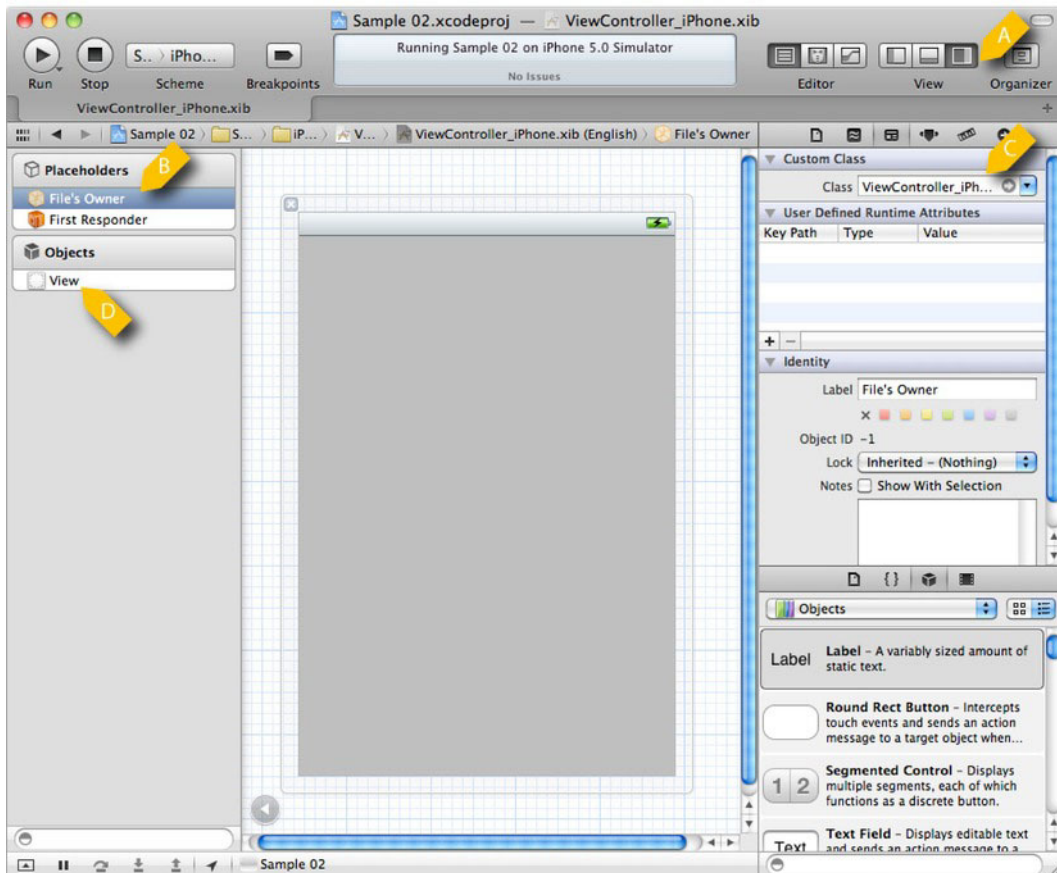 Sample 02.xcodeproj — ViewController_iPhone.xib
A
S.. 〉 iPho...
Running Sample 02 on iPhone 5.0 Simulator
No Issues
Run Stop Scheme Breakpoints Editor View Organizer
ViewController_iPhone.xib
Sample 02 〉 S... 〉 iP... 〉 V... 〉 ViewController_iPhone.xib (English) 〉 File's Owner
Placeholders
B
File's Owner
First Responder
Objects
View
D
C
Custom Class
Class ViewController_iPh...
User Defined Runtime Attributes
Key Path Type Value
Identity
Label File's Owner
Object ID -1
Lock Inherited - (Nothing)
Notes Show With Selection
{}
Objects
Label
Label - A variably sized amount of
static text.
Round Rect Button - Intercepts
touch events and sends an action
message to a target object when...
1 2
Segmented Control - Displays
multiple segments, each of which
functions as a discrete button.
Text
Text Field - Displays editable text
and sends an action message to a
Sample 02